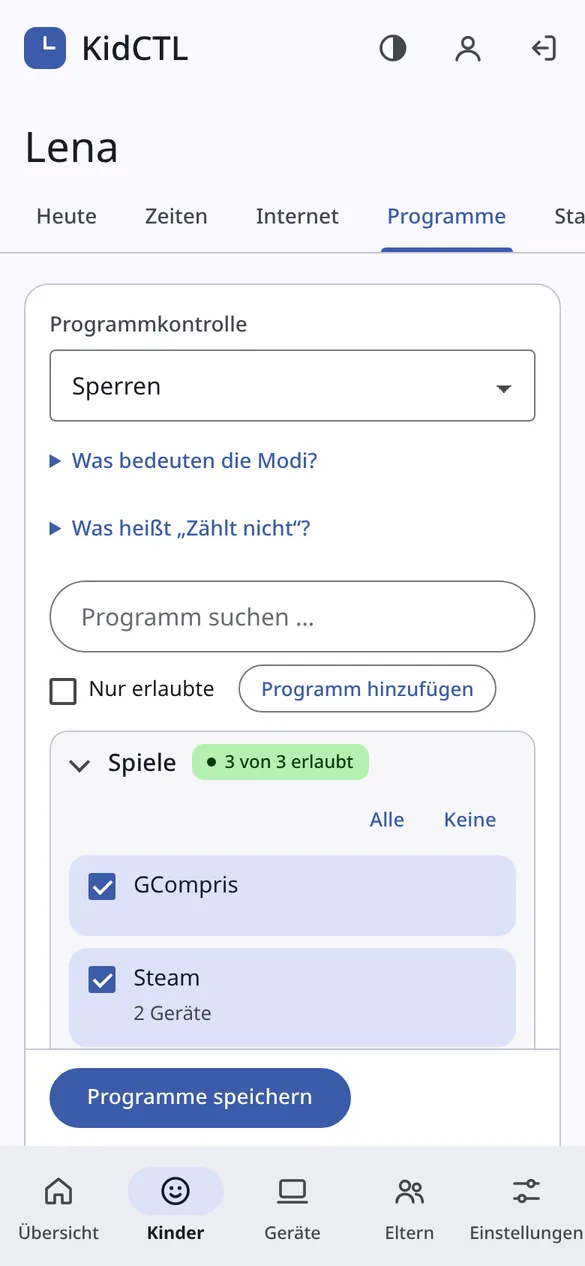 KidCTL
Lena
Heute Zeiten Internet Programme Sta
Programmkontrolle
Sperren
Was bedeuten die Modi?
Was heißt „Zählt nicht“?
Programm suchen ...
Nur erlaubte Programm hinzufügen
Spiele 3 von 3 erlaubt
Alle Keine
GCompris
Steam
2 Geräte
Programme speichern
Übersicht Kinder Geräte Eltern Einstellungen